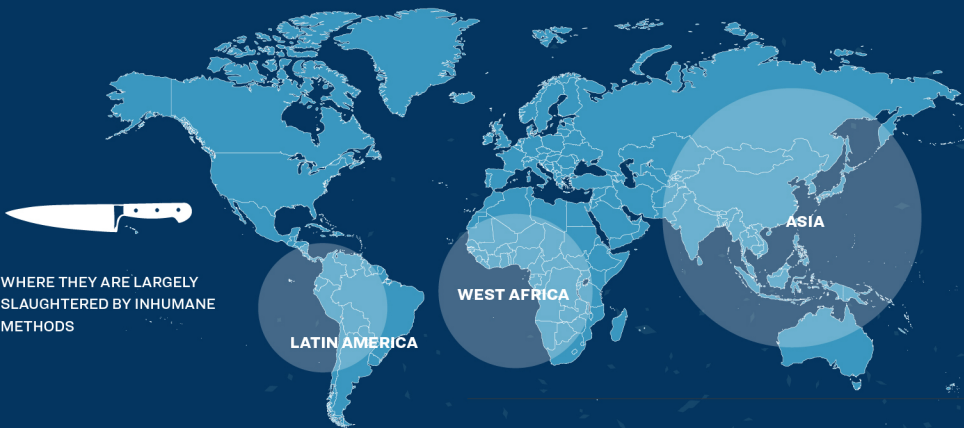 ASIA
WHERE THEY ARE LARGELY
SLAUGHTERED BY INHUMANE
METHODS
WEST AFRICA
LATIN AMERICA